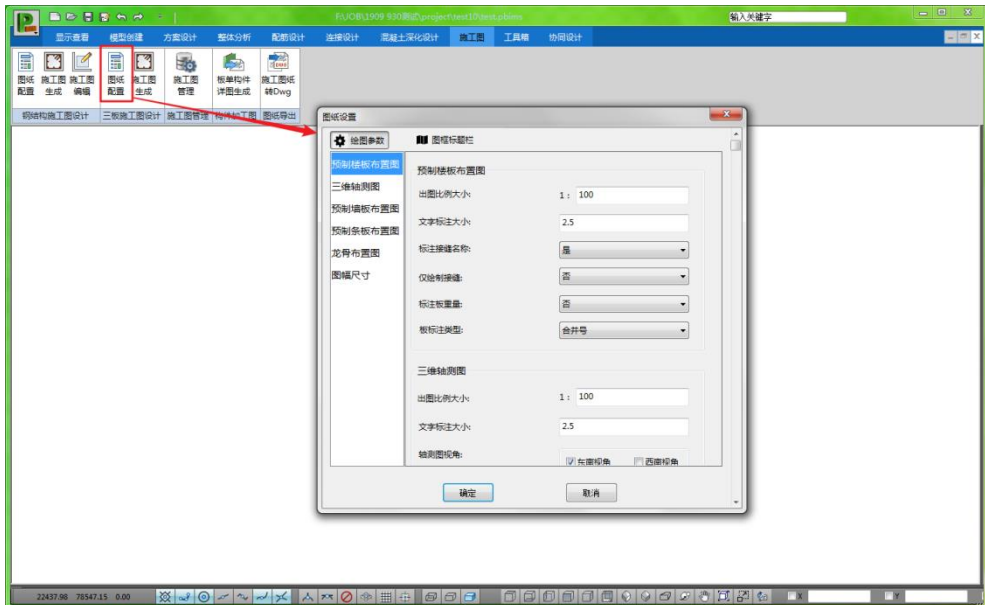 F:\JOB\1909 930测试\project\test10\test.pbims
输入关键字
显示查看 模型创建 方案设计 整体分析 配筋设计 连接设计 混凝土深化设计 施工图 工具箱 协同设计
图纸配置 施工图生成 施工图编辑 图纸配置 施工图生成 施工图管理 板单构件详图生成 施工图纸转Dwg
钢结构施工图设计 三板施工图设计 施工图管理 构件加工图 图纸导出
图纸设置
绘图参数 图框标题栏
预制楼板布置图
三维轴测图
预制墙板布置图
预制条板布置图
龙骨布置图
图幅尺寸
预制楼板布置图
出图比例大小: 1: 100
文字标注大小: 2.5
标注接缝名称: 是
仅绘制接缝: 否
标注板重量: 否
板标注类型: 合并号
三维轴测图
出图比例大小: 1: 100
文字标注大小: 2.5
轴测图视角: 东南视角 西南视角
确定 取消
22437.98 78547.15 0.00 X Y